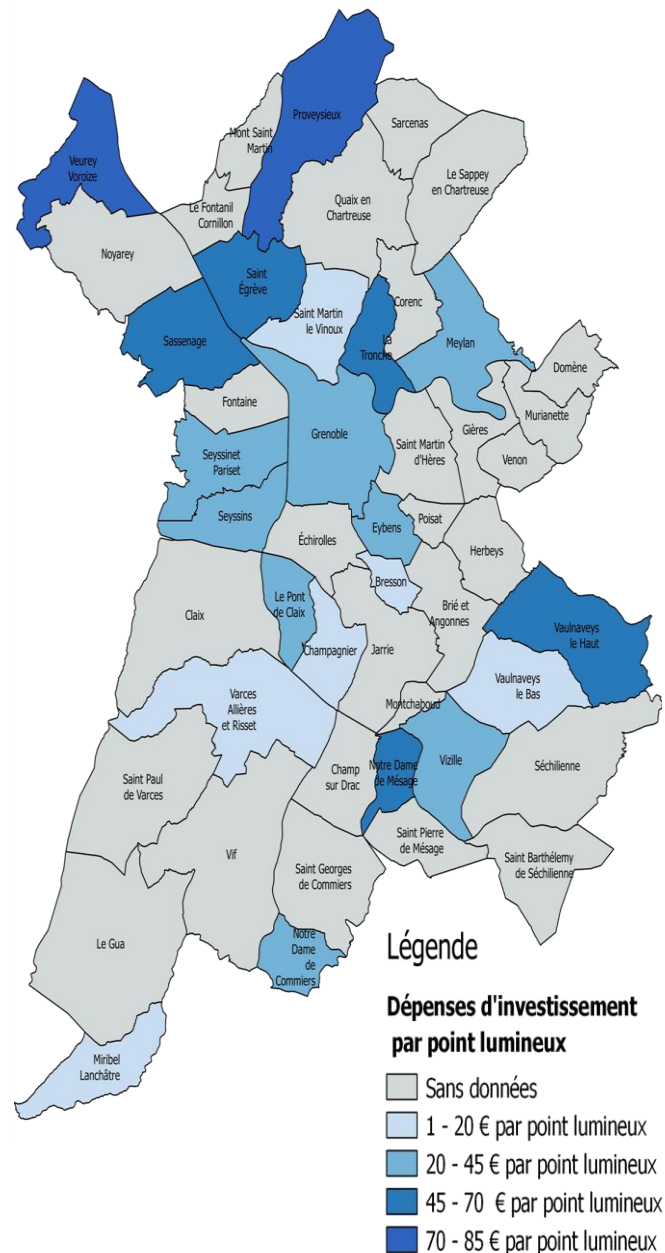 Proveysieux
Sarcenas
Mont Saint
Martin
Veurey
Voroize
Le Sappey
en Chartreuse
Quaix en
Chartreuse
Le Fontanil
Cornillon
Noyarey
Saint
Égrève
Corenc
Saint Martin
le Vinoux
La
Tronche
Sassenage
Meylan
Domène
Fontaine
Murianette
Gières
Grenoble
Saint Martin
d'Hères
Venon
Seyssinet
Pariset
Seyssins
Eybens
Poisat
Échirolles
Herbeys
Bresson
Le Pont
de Claix
Claix
Brié et
Angonnes
Vaulnaveys
le Haut
Champagnier
Jarrie
Vaulnaveys
le Bas
Varces
Allières
et Risset
Montchaboud
Vizille
Champ
sur Drac
Notre Dame
de Mésage
Séchilienne
Saint Paul
de Varces
Saint Pierre
de Mésage
Vif
Saint Barthélemy
de Séchilienne
Saint Georges
de Commiers
Notre
Dame
de
Commiers
Le Gua
Miribel
Lanchâtre
Légende
Dépenses d'investissement
par point lumineux
Sans données
1 - 20 € par point lumineux
20 - 45 € par point lumineux
45 - 70 € par point lumineux
70 - 85 € par point lumineux